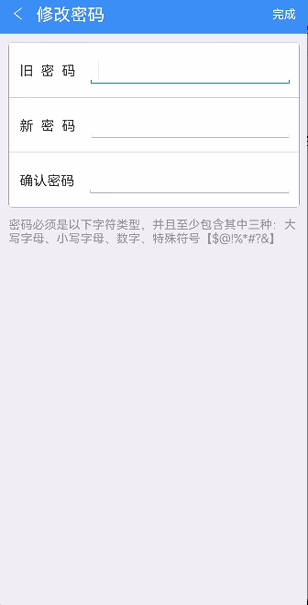 修改密码 完成
旧 密 码
新 密 码
确认密码
密码必须是以下字符类型，并且至少包含其中三种：大
写字母、小写字母、数字、特殊符号【$@!%*#?&】